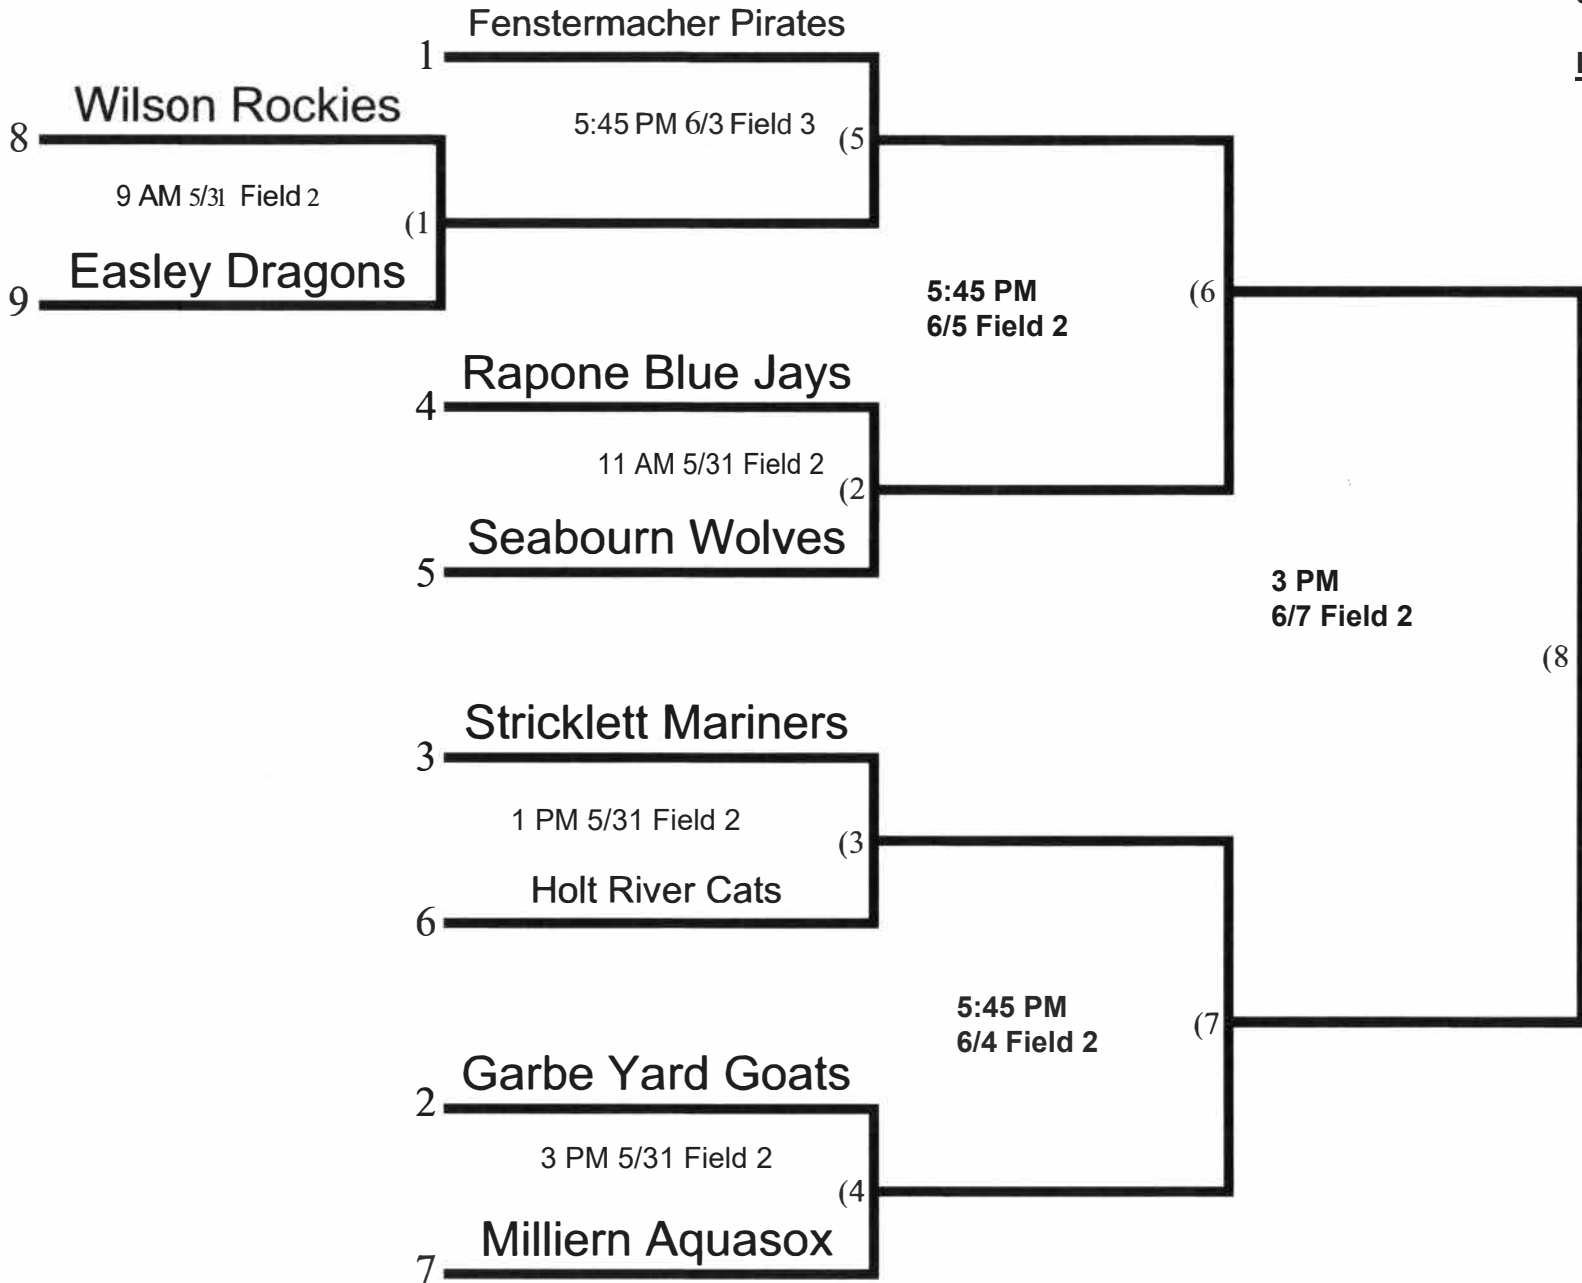 Fenstermacher Pirates
1
Wilson Rockies
8
5:45 PM 6/3 Field 3
(5
9 AM 5/31 Field 2
(1
Easley Dragons
9
5:45 PM
6/5 Field 2
(6
Rapone Blue Jays
4
11 AM 5/31 Field 2
(2
Seabourn Wolves
5
3 PM
6/7 Field 2
(8
Stricklett Mariners
3
1 PM 5/31 Field 2
(3
Holt River Cats
6
5:45 PM
6/4 Field 2
(7
Garbe Yard Goats
2
3 PM 5/31 Field 2
(4
Milliern Aquasox
7